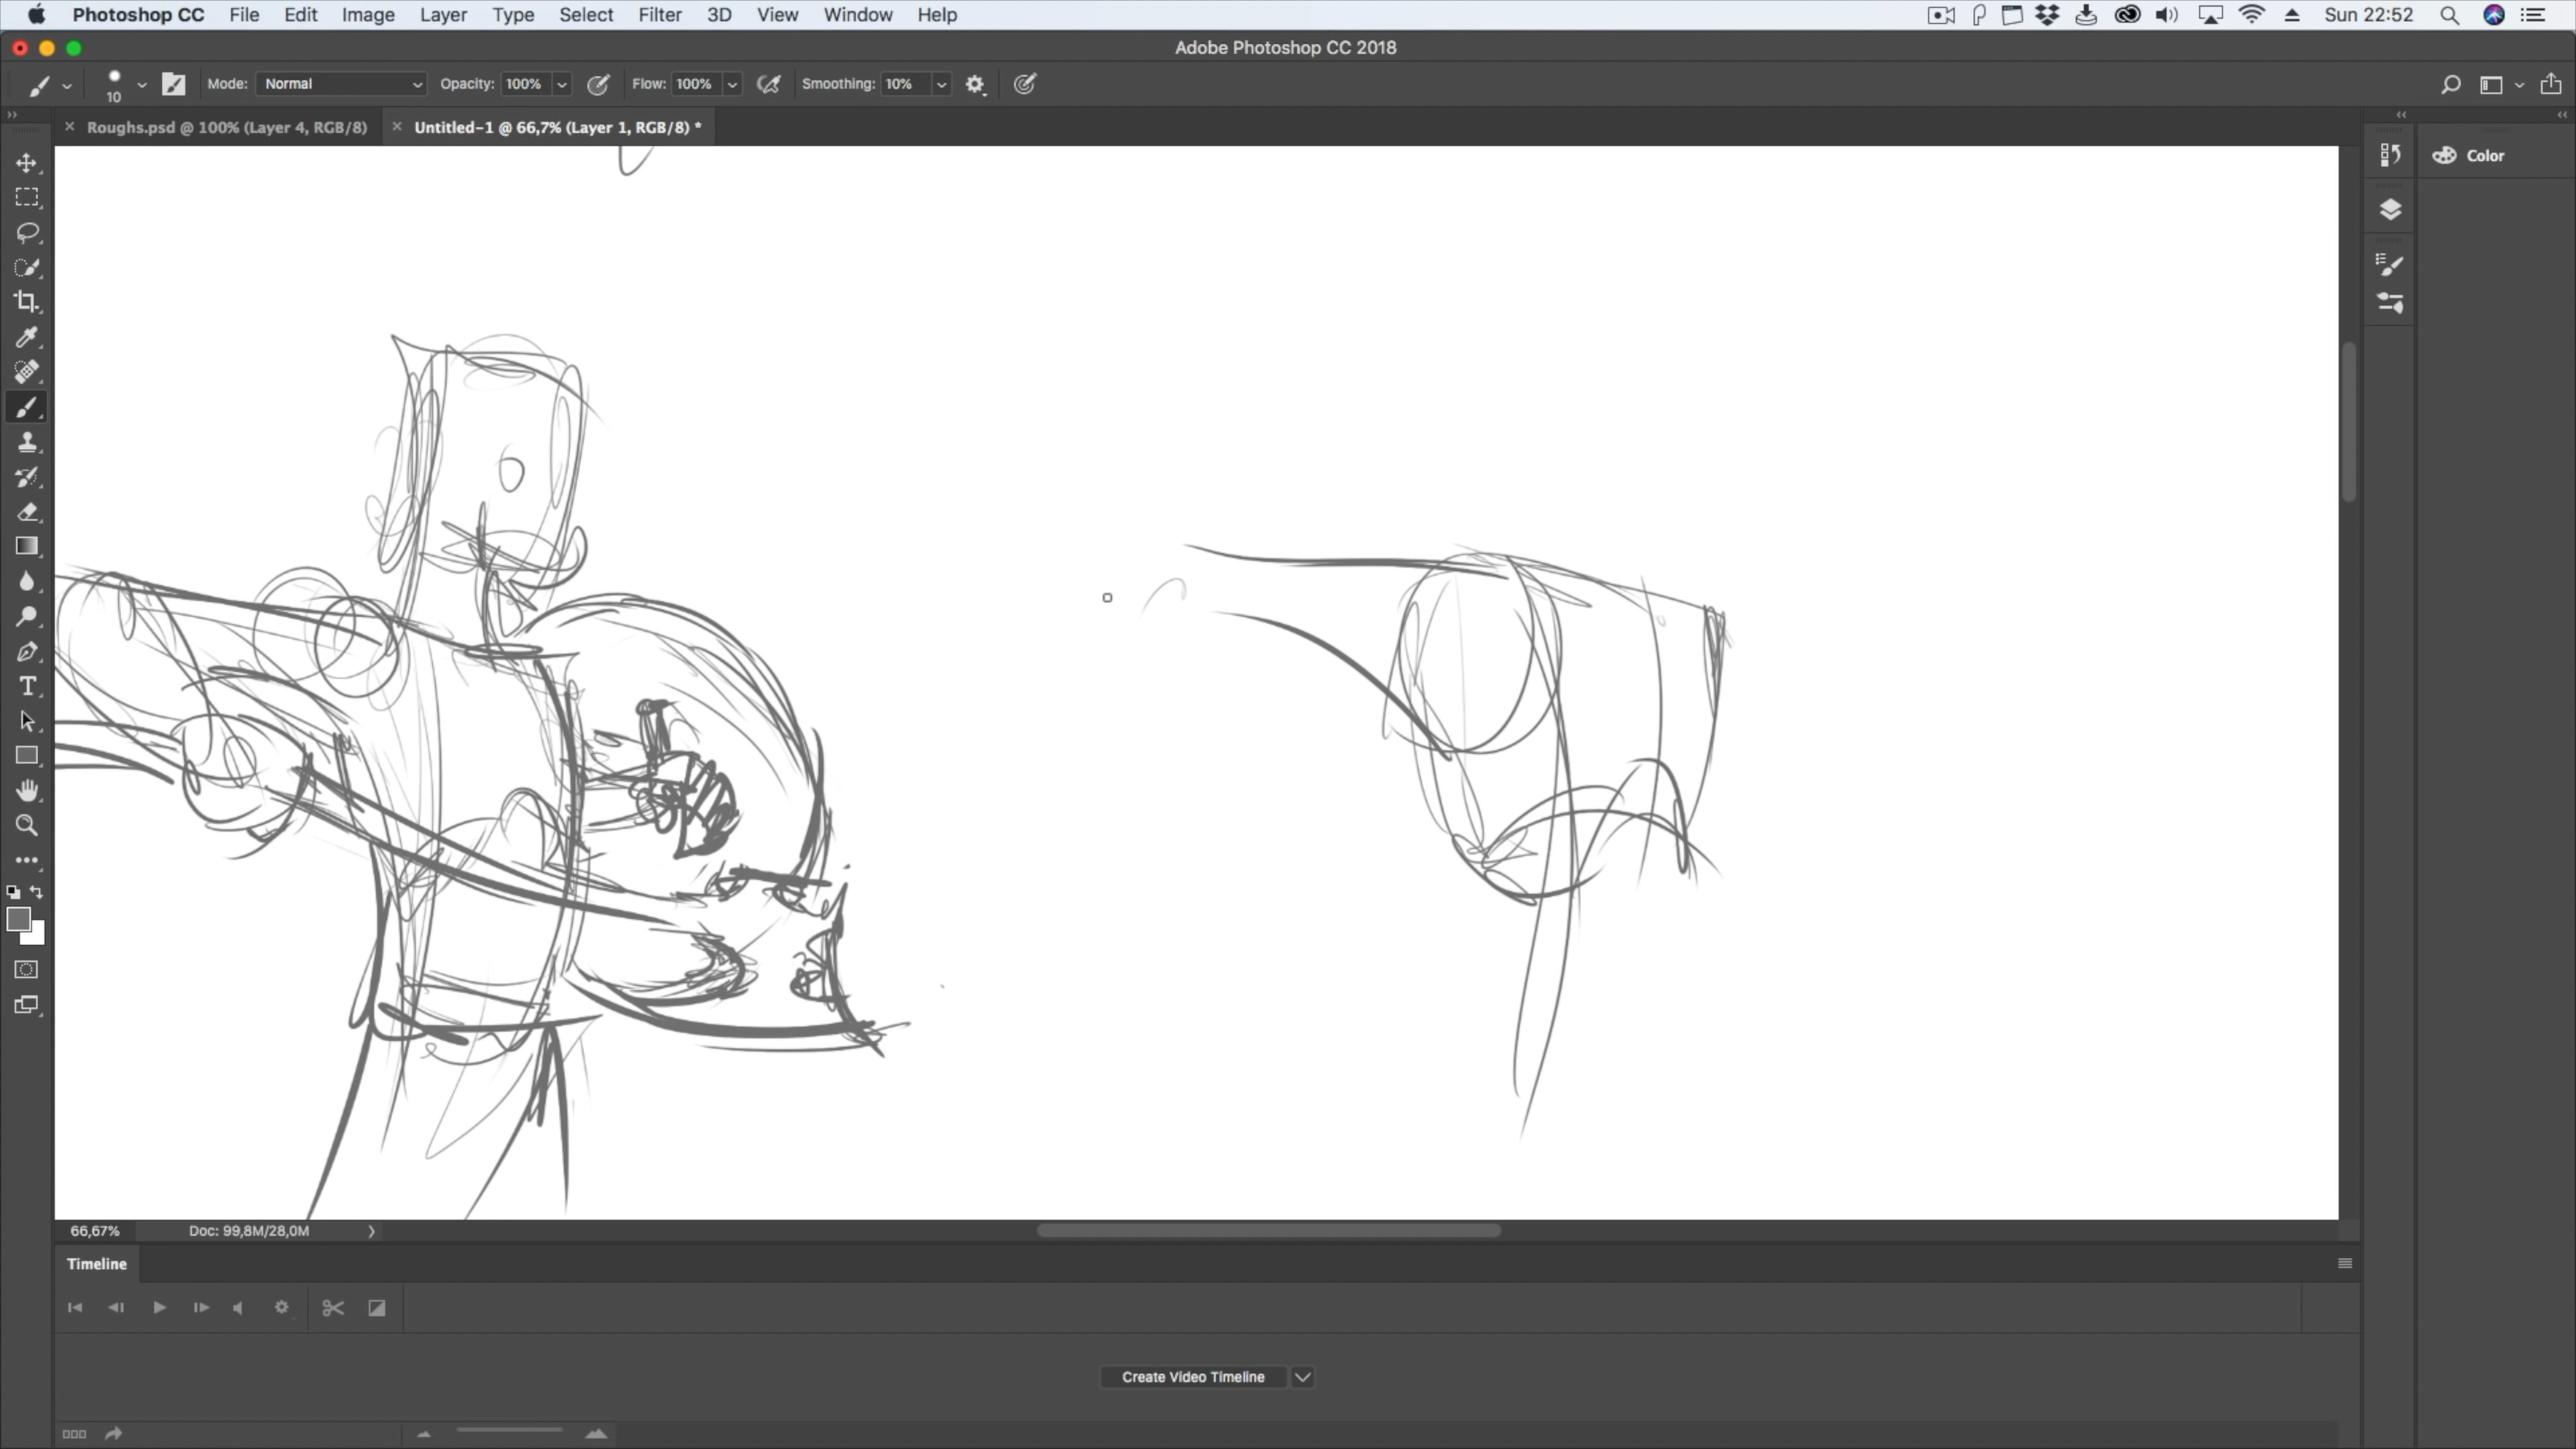 Photoshop CC File Edit Image Layer Type Select Filter 3D View Window Help Sun 22:52
Adobe Photoshop CC 2018
10 Mode: Normal Opacity: 100% Flow: 100% Smoothing: 10%
Roughs.psd @ 100% (Layer 4, RGB/8) Untitled-1 @ 66,7% (Layer 1, RGB/8) *
Color
66,67% Doc: 99,8M/28,0M
Timeline
Create Video Timeline